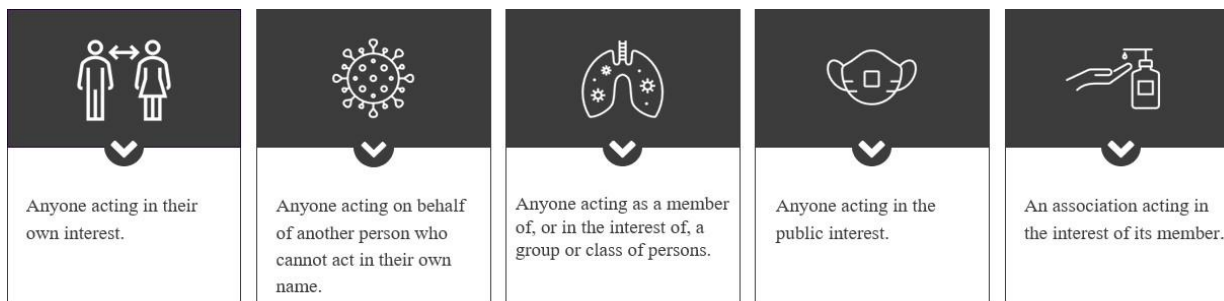 Anyone acting in their
own interest.
Anyone acting on behalf
of another person who
cannot act in their own
name.
Anyone acting as a member
of, or in the interest of, a
group or class of persons.
Anyone acting in the
public interest.
An association acting in
the interest of its member.